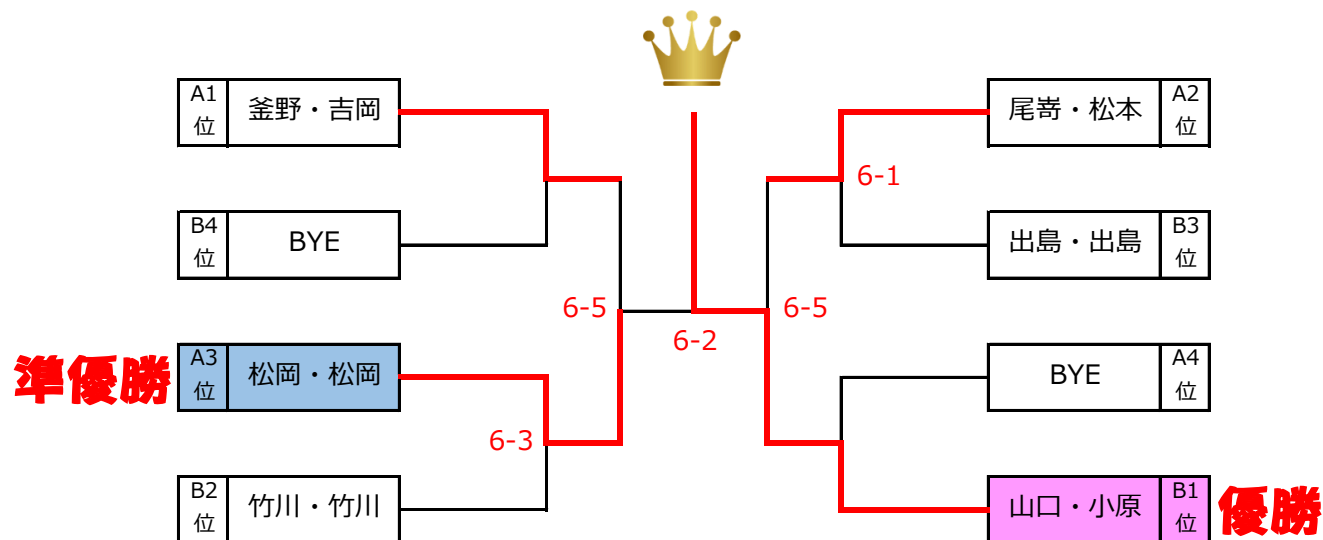 A1
位
釜野・吉岡
B4
位
BYE
準優勝
A3
位
松岡・松岡
B2
位
竹川・竹川
6-5
6-3
6-2
6-1
6-5
尾嵜・松本
A2
位
出島・出島
B3
位
BYE
A4
位
山口・小原
B1
位
優勝